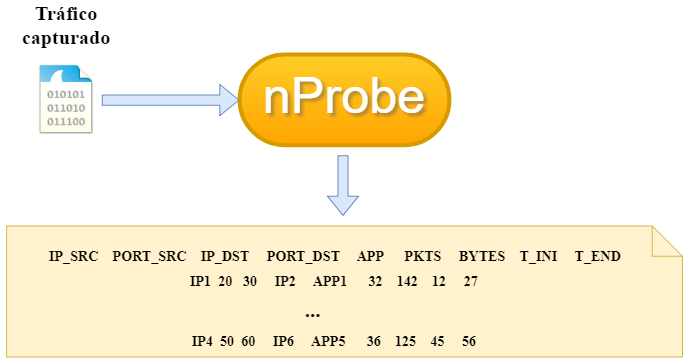 Tráfico
capturado
010101
011010
011100
nProbe
IP_SRC PORT_SRC IP_DST PORT_DST APP PKTS BYTES T_INI T_END
IP1 20 30 IP2 APP1 32 142 12 27
...
IP4 50 60 IP6 APP5 36 125 45 56